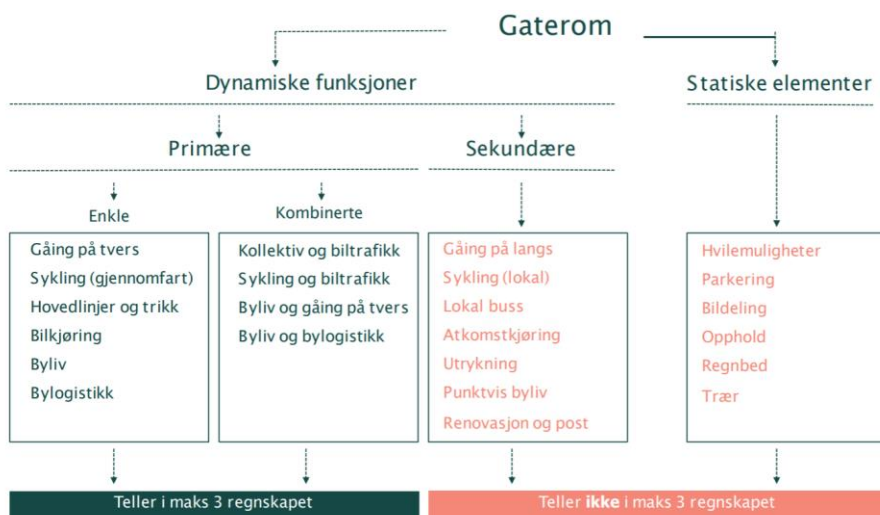 Gaterom
Dynamiske funksjoner
Statiske elementer
Primære
Sekundære
Enkle
Kombinerte
Gåing på tvers
Sykling (gjennomfart)
Hovedlinjer og trikk
Bilkjøring
Byliv
Bylogistikk
Kollektiv og biltrafikk
Sykling og biltrafikk
Byliv og gåing på tvers
Byliv og bylogistikk
Gåing på langs
Sykling (lokal)
Lokal buss
Atkomstkjøring
Utrykning
Punktvis byliv
Renovasjon og post
Hvilemuligheter
Parkering
Bildeling
Opphold
Regnbed
Trær
Teller i maks 3 regnskapet
Teller ikke i maks 3 regnskapet